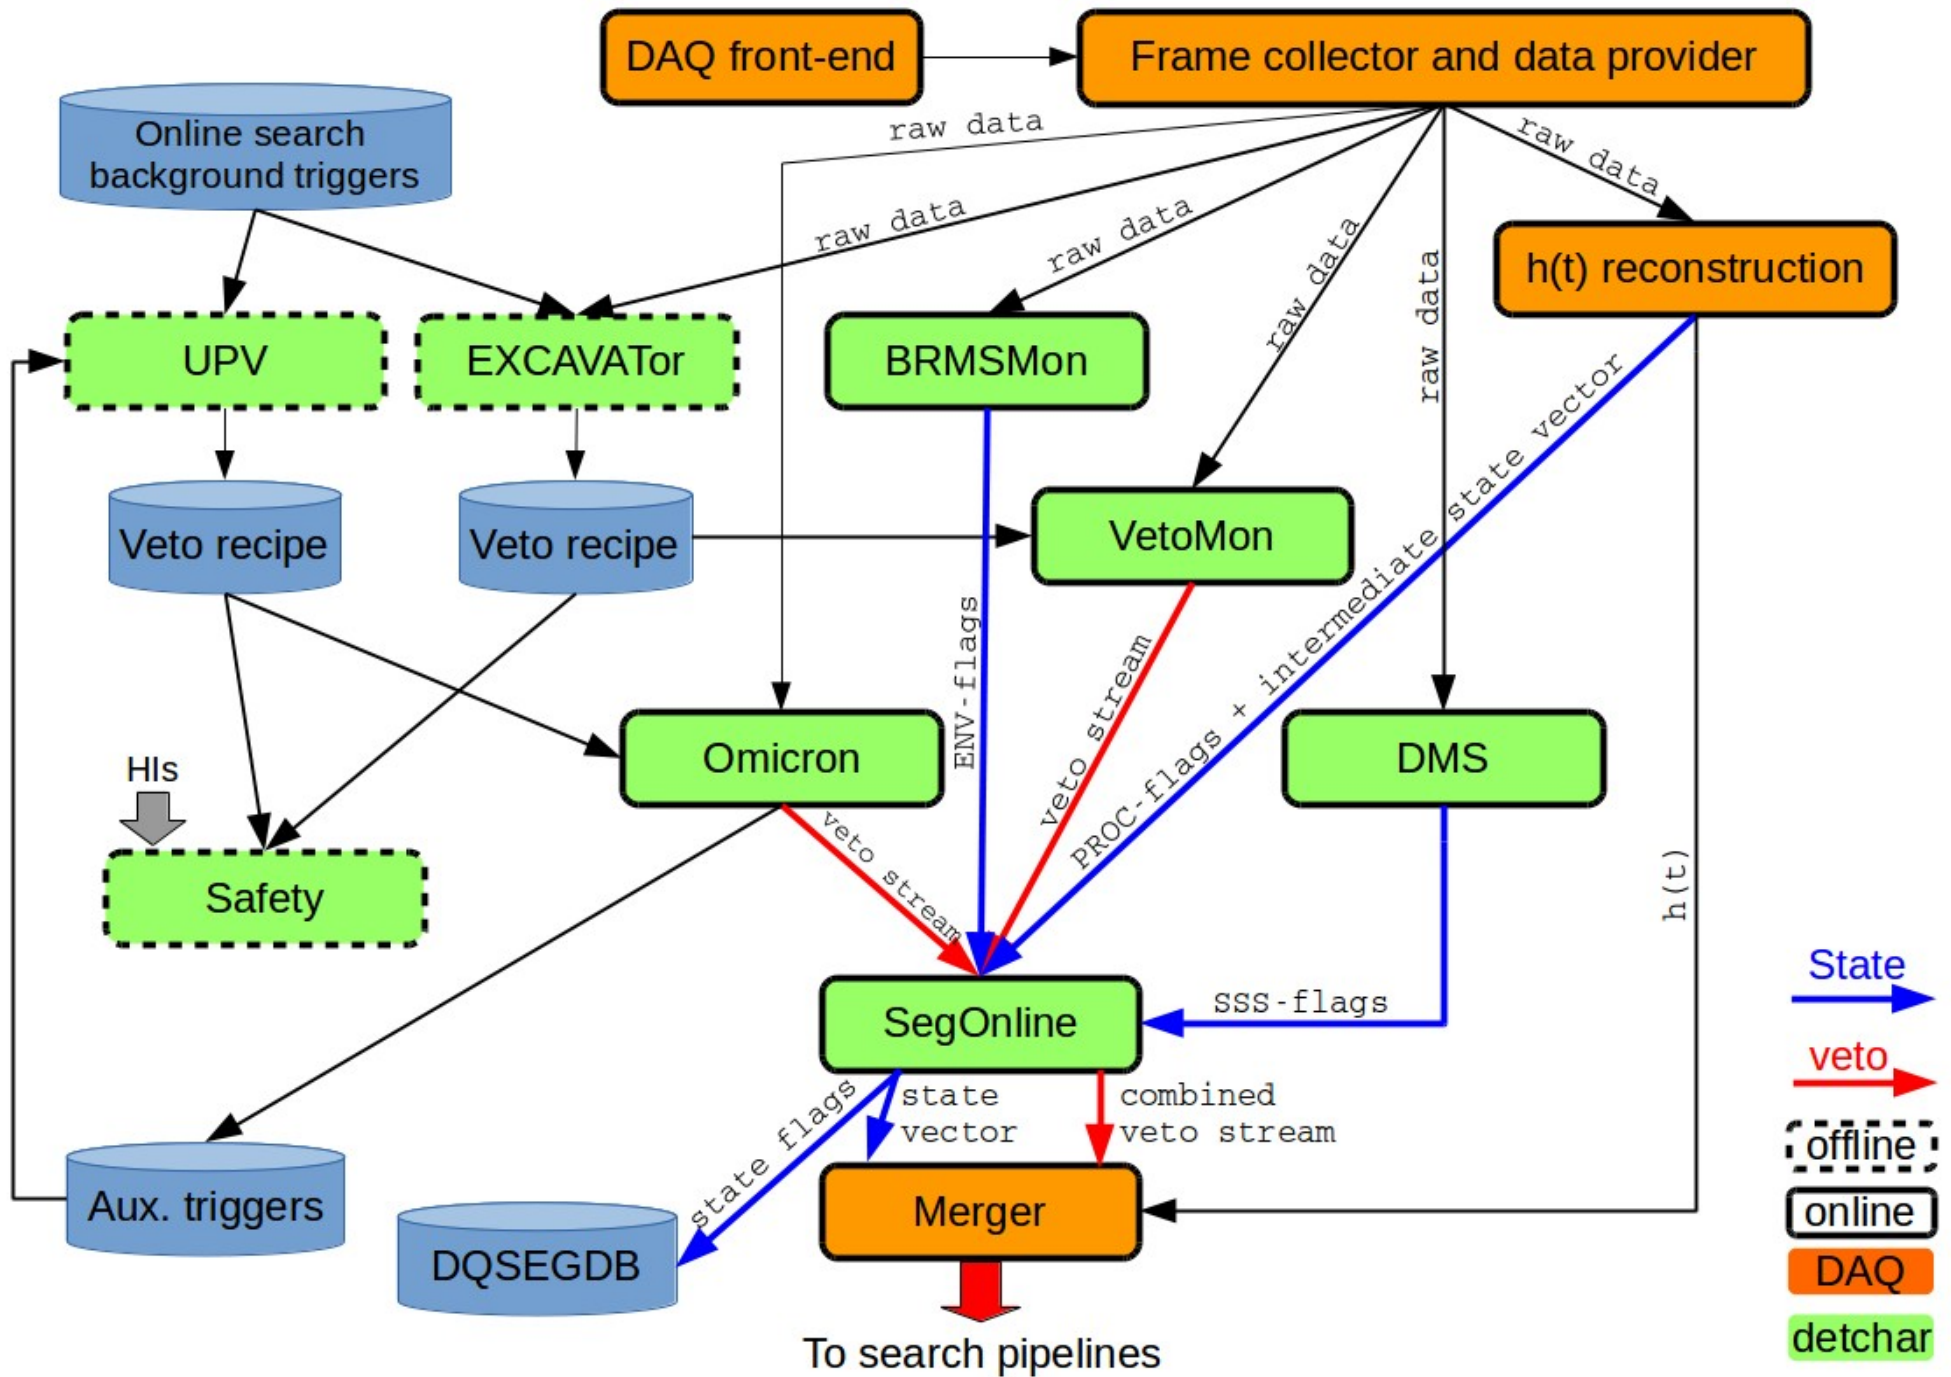 DAQ front-end
Frame collector and data provider
Online search
background triggers
raw data
raw data
raw data
raw data
raw data
raw data
h(t) reconstruction
UPV
EXCAVATor
BRMSMon
Veto recipe
Veto recipe
VetoMon
ENV-flags
veto stream
PROC-flags + intermediate state vector
Omicron
DMS
HIs
veto stream
Safety
h(t)
SegOnline
SSS-flags
state flags
state
vector
combined
veto stream
Aux. triggers
DQSEGDB
Merger
To search pipelines
State
veto
offline
online
DAQ
detchar